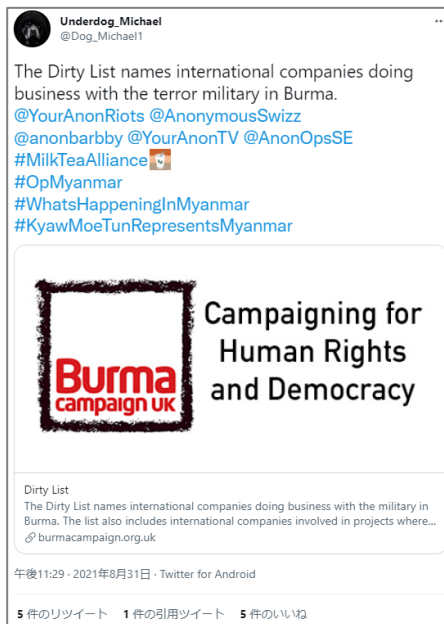 Underdog_Michael
@Dog_Michael1
The Dirty List names international companies doing
business with the terror military in Burma.
@YourAnonRiots @AnonymousSwizz
@anonbarbby @YourAnonTV @AnonOpsSE
#MilkTeaAlliance
#OpMyanmar
#WhatsHappeningInMyanmar
#KyawMoeTunRepresentsMyanmar
Burma
campaign UK
Campaigning for
Human Rights
and Democracy
Dirty List
The Dirty List names international companies doing business with the military in
Burma. The list also includes international companies involved in projects where...
burmacampaign.org.uk
午後11:29 · 2021年8月31日 · Twitter for Android
5 件のリツイート 1 件の引用ツイート 5 件のいいね